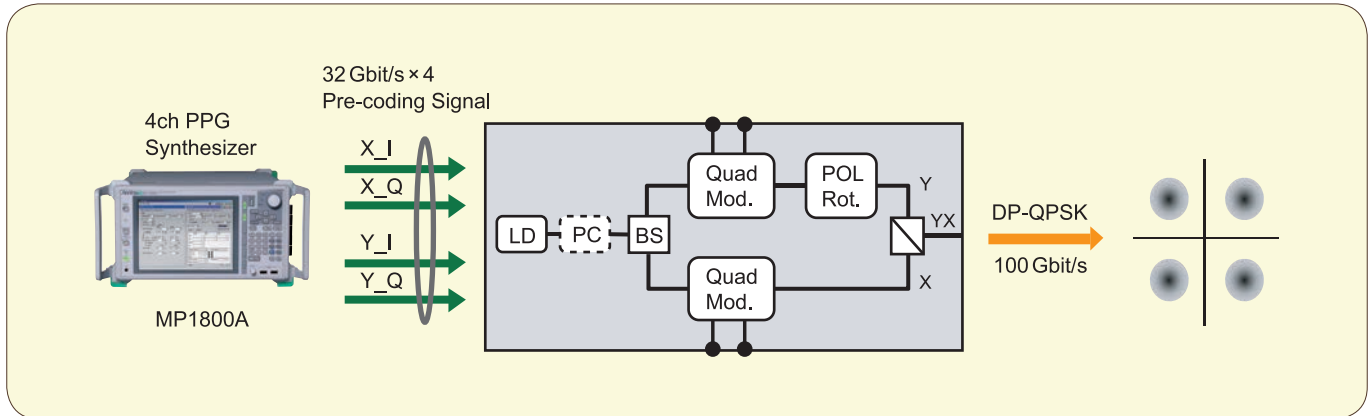 32 Gbit/s × 4
Pre-coding Signal
4ch PPG
Synthesizer
MP1800A
X_I
X_Q
Y_I
Y_Q
LD
PC
BS
Quad
Mod.
POL
Rot.
Quad
Mod.
Y
YX
X
DP-QPSK
100 Gbit/s